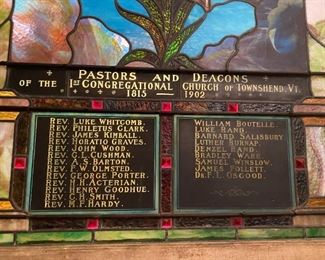 PASTORS AND DEACONS
OF THE 1ST CONGREGATIONAL CHURCH OF TOWNSHEND, VT.
1815 — 1902
REV. LUKE WHITCOMB.
REV. PHILETUS CLARK.
REV. JAMES KIMBALL.
REV. HORATIO GRAVES.
REV. JOHN WOOD.
REV. C.L. CUSHMAN.
REV. A.S. BARTON.
REV. F.W. OLMSTED.
REV. GEORGE PORTER.
REV. H.H. ACTERIAN.
REV. HENRY GOODHUE.
REV. G.H. SMITH.
REV. M.F. HARDY.
WILLIAM BOUTELLE.
LUKE RAND.
BARNARD SALISBURY
LUTHER BURNAP.
DENZEL RAND
BRADLEY WARE.
SAMUEL WINSLOW.
JAMES FOLLETT.
DR. F.L. OSGOOD.